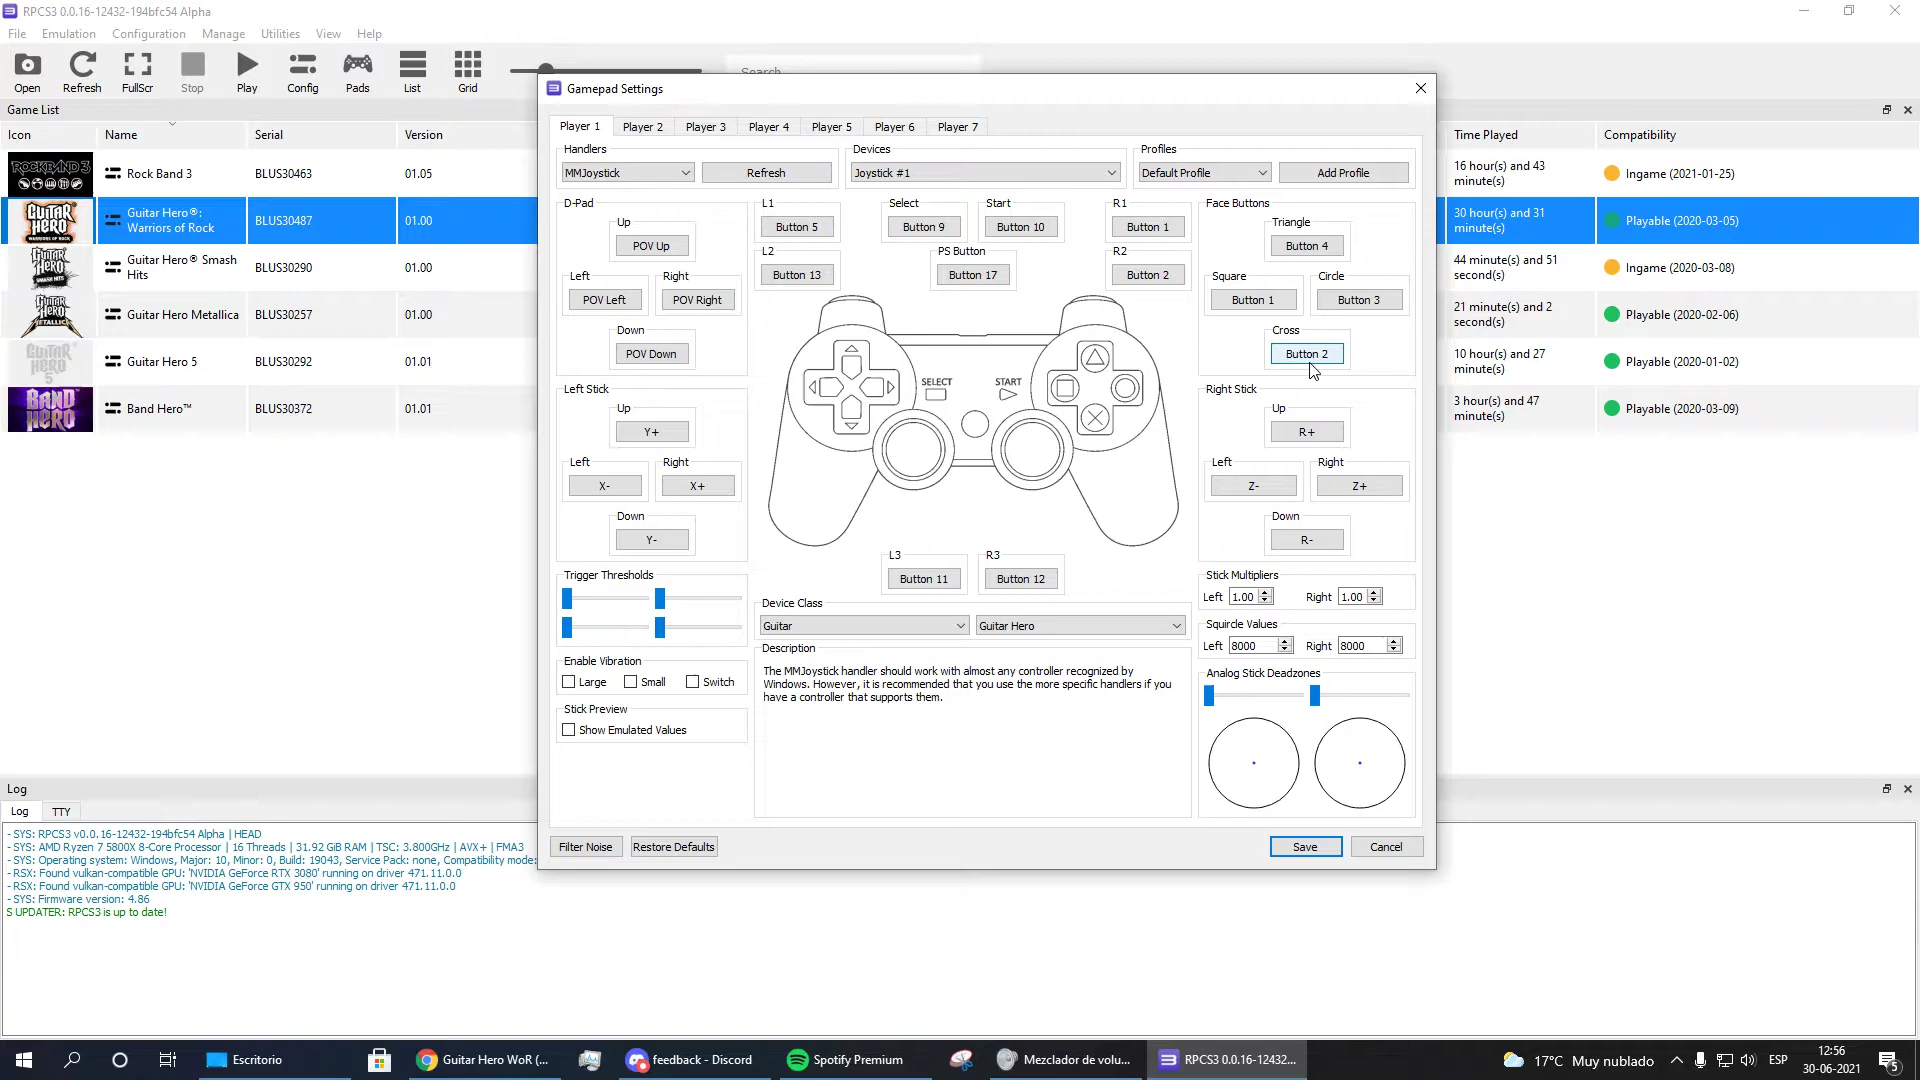 RPCS3 0.0.16-12432-194bfc54 Alpha
File Emulation Configuration Manage Utilities View Help
Open Refresh FullScr Stop Play Config Pads List Grid
Search
Game List
Icon Name Serial Version Time Played Compatibility
ROCKBAND 3 Rock Band 3 BLUS30463 01.05 16 hour(s) and 43 minute(s) Ingame (2021-01-25)
GUITAR HERO Guitar Hero®: Warriors of Rock BLUS30487 01.00 30 hour(s) and 31 minute(s) Playable (2020-03-05)
Guitar Hero® Smash Hits BLUS30290 01.00 44 minute(s) and 51 second(s) Ingame (2020-03-08)
Guitar Hero Metallica BLUS30257 01.00 21 minute(s) and 2 second(s) Playable (2020-02-06)
GUITAR HERO 5 Guitar Hero 5 BLUS30292 01.01 10 hour(s) and 27 minute(s) Playable (2020-01-02)
BAND HERO Band Hero™ BLUS30372 01.01 3 hour(s) and 47 minute(s) Playable (2020-03-09)
Gamepad Settings
Player 1 Player 2 Player 3 Player 4 Player 5 Player 6 Player 7
Handlers Devices Profiles
MMJoystick Refresh Joystick #1 Default Profile Add Profile
D-Pad L1 Select Start R1 Face Buttons
Up Button 5 Button 9 Button 10 Button 1 Triangle
POV Up L2 PS Button R2 Button 4
Left Right Button 13 Button 17 Button 2 Square Circle
POV Left POV Right Button 1 Button 3
Down Cross
POV Down Button 2
SELECT START
Left Stick Right Stick
Up Up
Y+ R+
Left Right Left Right
X- X+ Z- Z+
Down Down
Y- R-
L3 R3
Button 11 Button 12
Trigger Thresholds Stick Multipliers
Left 1.00 Right 1.00
Device Class
Guitar Guitar Hero
Squircle Values
Left 8000 Right 8000
Description
Enable Vibration
Large Small Switch
The MMJoystick handler should work with almost any controller recognized by
Windows. However, it is recommended that you use the more specific handlers if you
have a controller that supports them.
Analog Stick Deadzones
Stick Preview
Show Emulated Values
Filter Noise Restore Defaults Save Cancel
Log
Log TTY
- SYS: RPCS3 v0.0.16-12432-194bfc54 Alpha | HEAD
- SYS: AMD Ryzen 7 5800X 8-Core Processor | 16 Threads | 31.92 GiB RAM | TSC: 3.800GHz | AVX+ | FMA3
- SYS: Operating system: Windows, Major: 10, Minor: 0, Build: 19043, Service Pack: none, Compatibility mode:
- RSX: Found vulkan-compatible GPU: 'NVIDIA GeForce RTX 3080' running on driver 471.11.0.0
- RSX: Found vulkan-compatible GPU: 'NVIDIA GeForce GTX 950' running on driver 471.11.0.0
- SYS: Firmware version: 4.86
S UPDATER: RPCS3 is up to date!
Escritorio Guitar Hero WoR (... feedback - Discord Spotify Premium Mezclador de volu... RPCS3 0.0.16-12432... 17°C Muy nublado ESP 12:56
30-06-2021 5